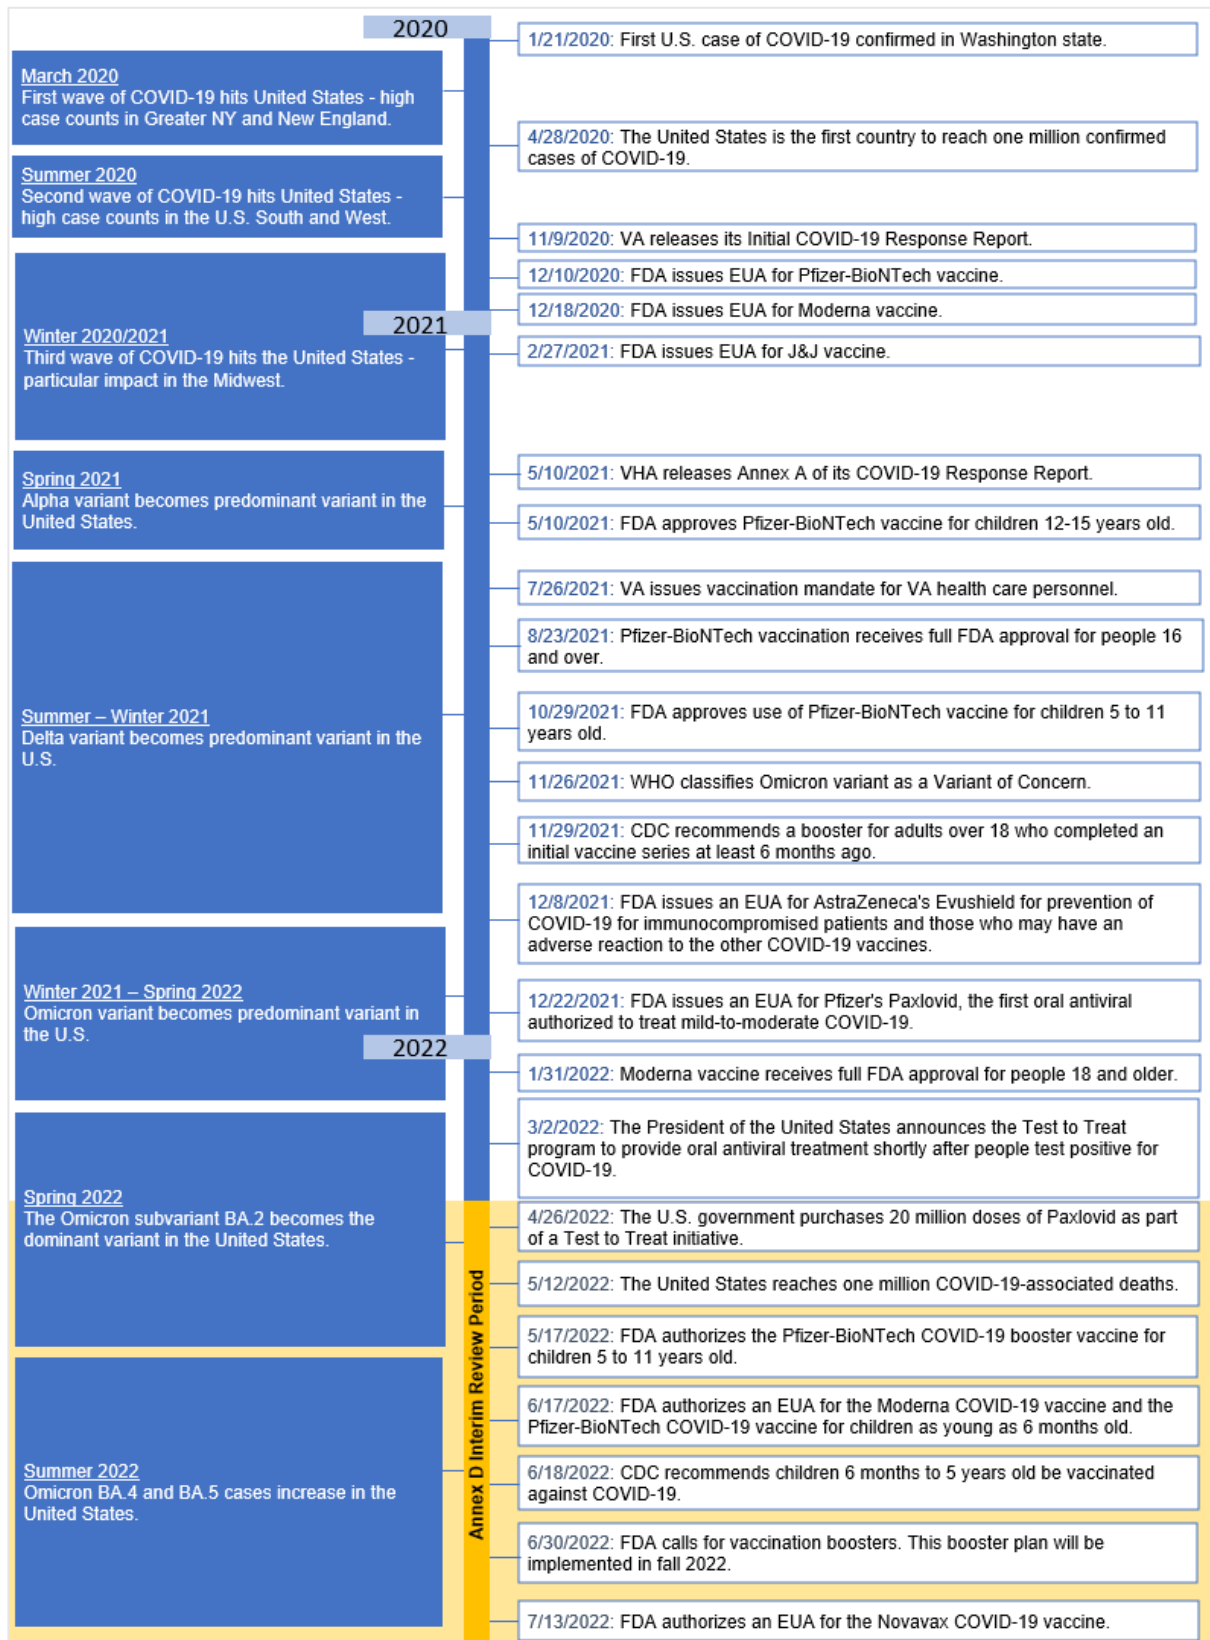 2020
1/21/2020: First U.S. case of COVID-19 confirmed in Washington state.
March 2020
First wave of COVID-19 hits United States - high
case counts in Greater NY and New England.
4/28/2020: The United States is the first country to reach one million confirmed
cases of COVID-19.
Summer 2020
Second wave of COVID-19 hits United States -
high case counts in the U.S. South and West.
11/9/2020: VA releases its Initial COVID-19 Response Report.
12/10/2020: FDA issues EUA for Pfizer-BioNTech vaccine.
12/18/2020: FDA issues EUA for Moderna vaccine.
2021
Winter 2020/2021
Third wave of COVID-19 hits the United States -
particular impact in the Midwest.
2/27/2021: FDA issues EUA for J&J vaccine.
5/10/2021: VHA releases Annex A of its COVID-19 Response Report.
Spring 2021
Alpha variant becomes predominant variant in the
United States.
5/10/2021: FDA approves Pfizer-BioNTech vaccine for children 12-15 years old.
7/26/2021: VA issues vaccination mandate for VA health care personnel.
8/23/2021: Pfizer-BioNTech vaccination receives full FDA approval for people 16
and over.
Summer – Winter 2021
Delta variant becomes predominant variant in the
U.S.
10/29/2021: FDA approves use of Pfizer-BioNTech vaccine for children 5 to 11
years old.
11/26/2021: WHO classifies Omicron variant as a Variant of Concern.
11/29/2021: CDC recommends a booster for adults over 18 who completed an
initial vaccine series at least 6 months ago.
12/8/2021: FDA issues an EUA for AstraZeneca's Evushield for prevention of
COVID-19 for immunocompromised patients and those who may have an
adverse reaction to the other COVID-19 vaccines.
Winter 2021 – Spring 2022
Omicron variant becomes predominant variant in
the U.S.
12/22/2021: FDA issues an EUA for Pfizer's Paxlovid, the first oral antiviral
authorized to treat mild-to-moderate COVID-19.
2022
1/31/2022: Moderna vaccine receives full FDA approval for people 18 and older.
3/2/2022: The President of the United States announces the Test to Treat
program to provide oral antiviral treatment shortly after people test positive for
COVID-19.
Spring 2022
The Omicron subvariant BA.2 becomes the
dominant variant in the United States.
4/26/2022: The U.S. government purchases 20 million doses of Paxlovid as part
of a Test to Treat initiative.
5/12/2022: The United States reaches one million COVID-19-associated deaths.
5/17/2022: FDA authorizes the Pfizer-BioNTech COVID-19 booster vaccine for
children 5 to 11 years old.
Annex D Interim Review Period
6/17/2022: FDA authorizes an EUA for the Moderna COVID-19 vaccine and the
Pfizer-BioNTech COVID-19 vaccine for children as young as 6 months old.
Summer 2022
Omicron BA.4 and BA.5 cases increase in the
United States.
6/18/2022: CDC recommends children 6 months to 5 years old be vaccinated
against COVID-19.
6/30/2022: FDA calls for vaccination boosters. This booster plan will be
implemented in fall 2022.
7/13/2022: FDA authorizes an EUA for the Novavax COVID-19 vaccine.